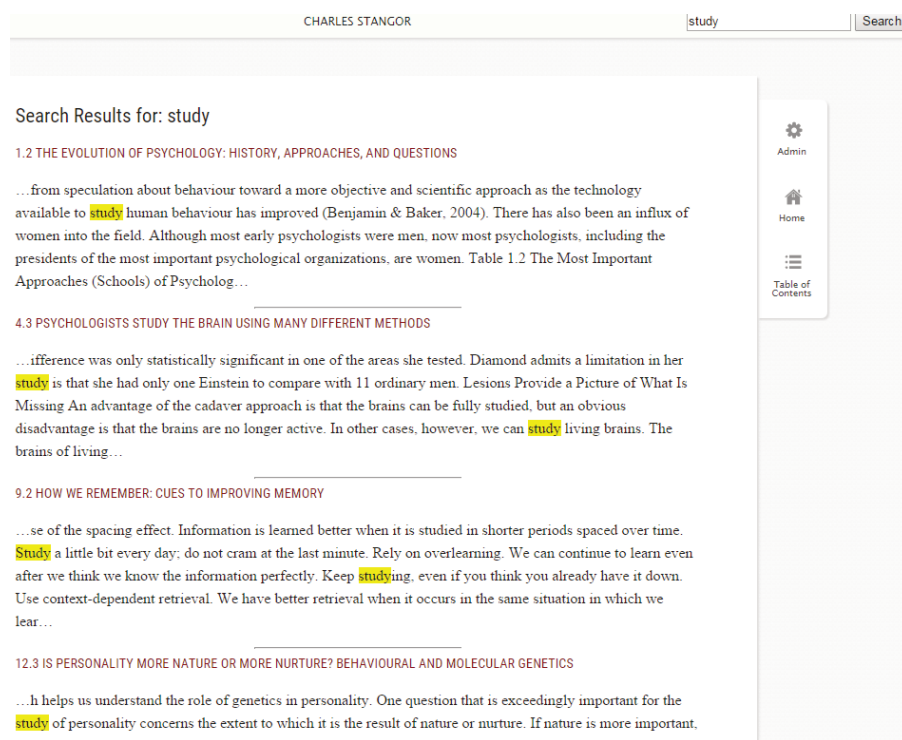 CHARLES STANGOR
study
Search
Search Results for: study
1.2 THE EVOLUTION OF PSYCHOLOGY: HISTORY, APPROACHES, AND QUESTIONS
…from speculation about behaviour toward a more objective and scientific approach as the technology
available to study human behaviour has improved (Benjamin & Baker, 2004). There has also been an influx of
women into the field. Although most early psychologists were men, now most psychologists, including the
presidents of the most important psychological organizations, are women. Table 1.2 The Most Important
Approaches (Schools) of Psycholog…
4.3 PSYCHOLOGISTS STUDY THE BRAIN USING MANY DIFFERENT METHODS
…ifference was only statistically significant in one of the areas she tested. Diamond admits a limitation in her
study is that she had only one Einstein to compare with 11 ordinary men. Lesions Provide a Picture of What Is
Missing An advantage of the cadaver approach is that the brains can be fully studied, but an obvious
disadvantage is that the brains are no longer active. In other cases, however, we can study living brains. The
brains of living…
9.2 HOW WE REMEMBER: CUES TO IMPROVING MEMORY
…se of the spacing effect. Information is learned better when it is studied in shorter periods spaced over time.
Study a little bit every day; do not cram at the last minute. Rely on overlearning. We can continue to learn even
after we think we know the information perfectly. Keep studying, even if you think you already have it down.
Use context-dependent retrieval. We have better retrieval when it occurs in the same situation in which we
lear…
12.3 IS PERSONALITY MORE NATURE OR MORE NURTURE? BEHAVIOURAL AND MOLECULAR GENETICS
…h helps us understand the role of genetics in personality. One question that is exceedingly important for the
study of personality concerns the extent to which it is the result of nature or nurture. If nature is more important,
Admin
Home
Table of
Contents